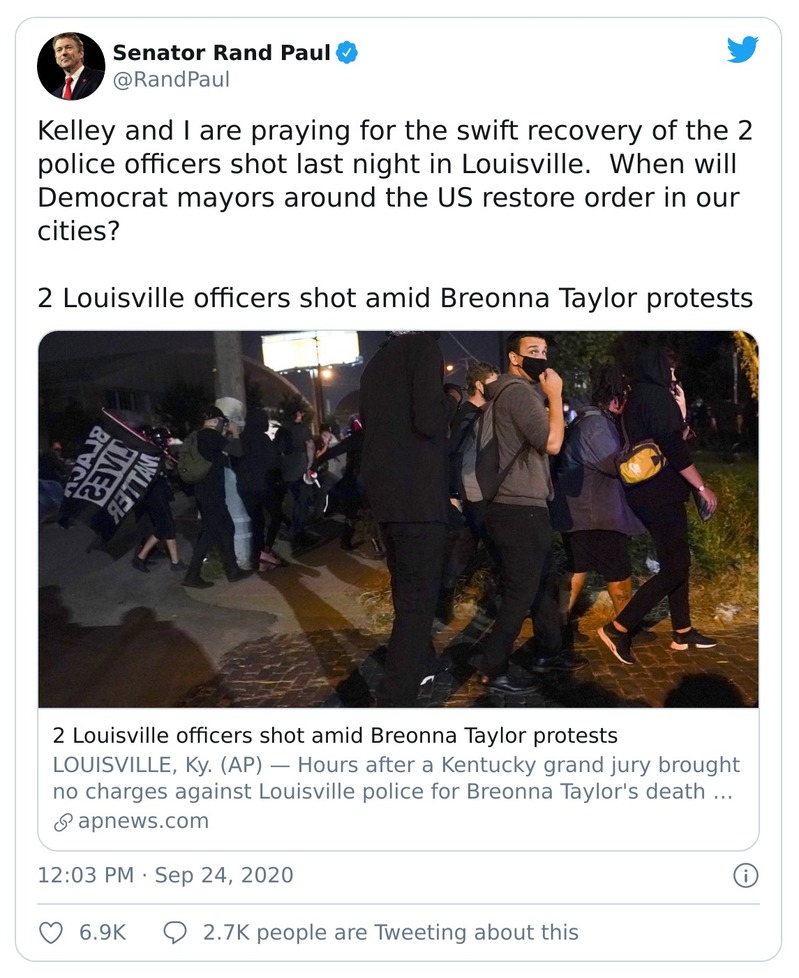 Senator Rand Paul
@RandPaul
Kelley and I are praying for the swift recovery of the 2
police officers shot last night in Louisville.  When will
Democrat mayors around the US restore order in our
cities?
2 Louisville officers shot amid Breonna Taylor protests
BLACK
LIVES
MATTER
2 Louisville officers shot amid Breonna Taylor protests
LOUISVILLE, Ky. (AP) — Hours after a Kentucky grand jury brought
no charges against Louisville police for Breonna Taylor's death ...
apnews.com
12:03 PM · Sep 24, 2020
6.9K 2.7K people are Tweeting about this